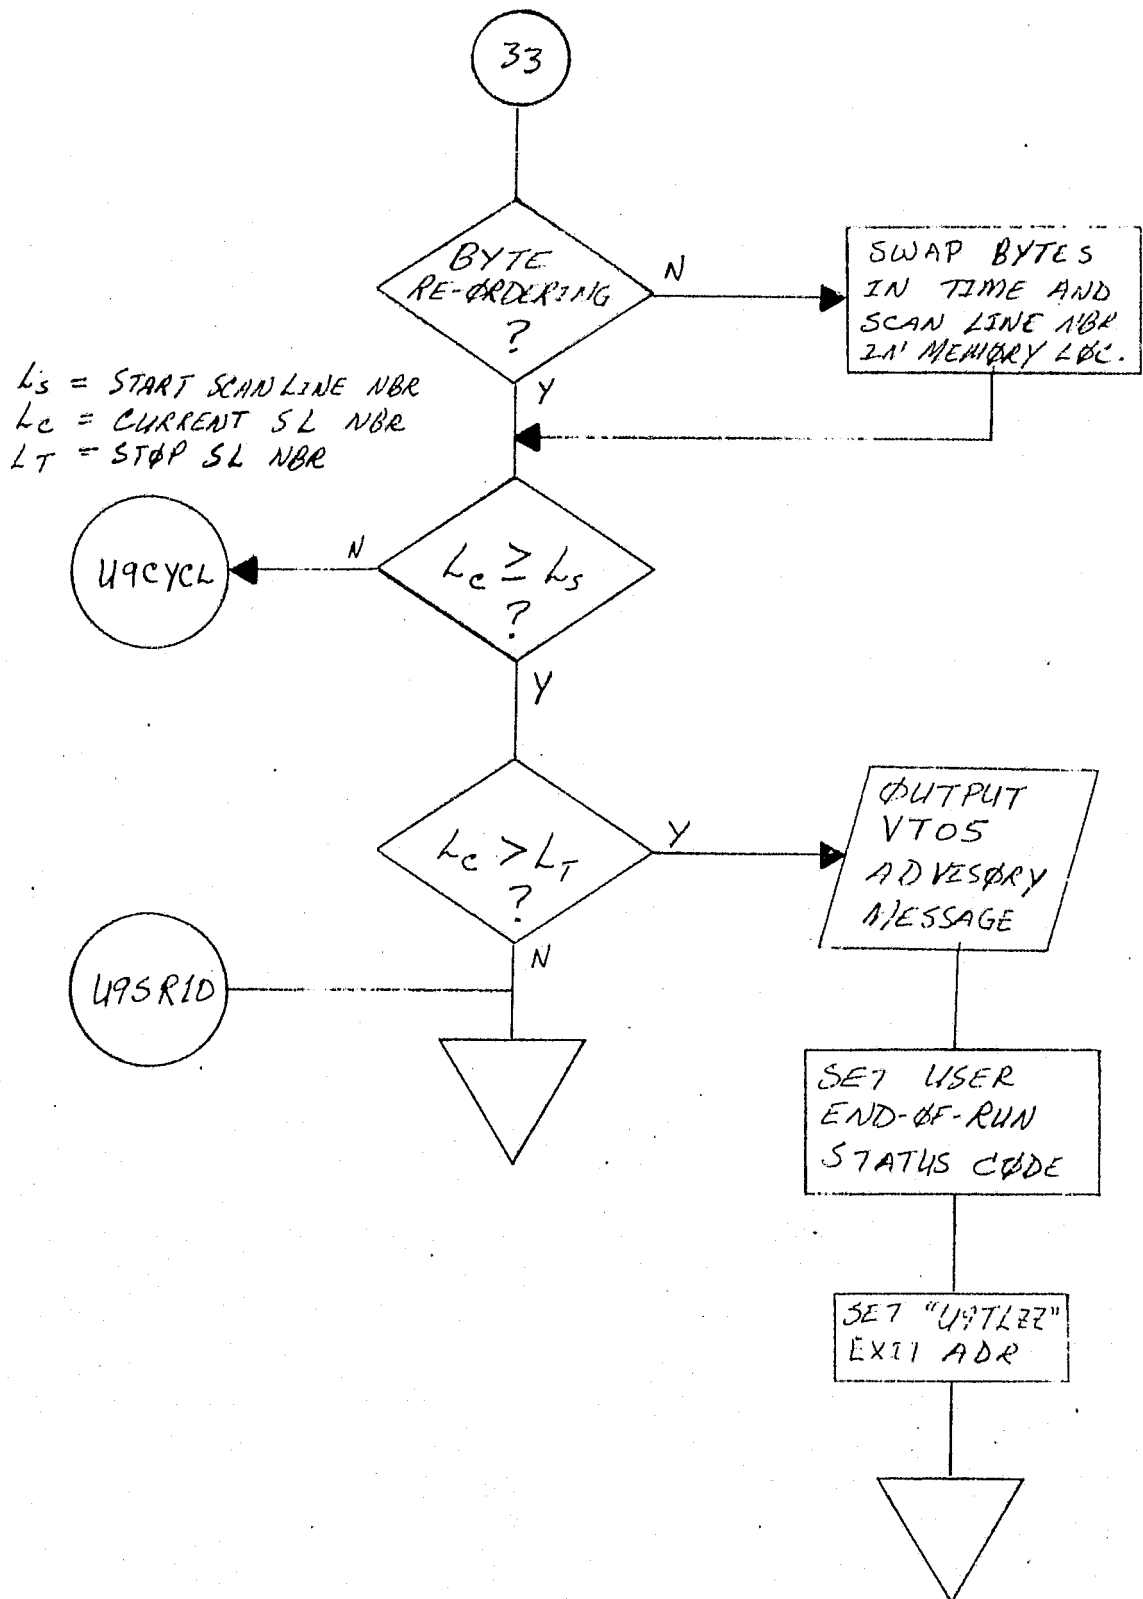 33
BYTE
RE-ØRDERING
?
N
SWAP BYTES
IN TIME AND
SCAN LINE NBR
IN MEMØRY LØC.
Y
LS = START SCAN LINE NBR
LC = CURRENT SL NBR
LT = STØP SL NBR
U9CYCL
N
LC ≥ LS
?
Y
LC > LT
?
Y
ØUTPUT
VT05
ADVISØRY
MESSAGE
N
U9SR10
SET USER
END-ØF-RUN
STATUS CØDE
SET "U9TLZZ"
EXIT ADR